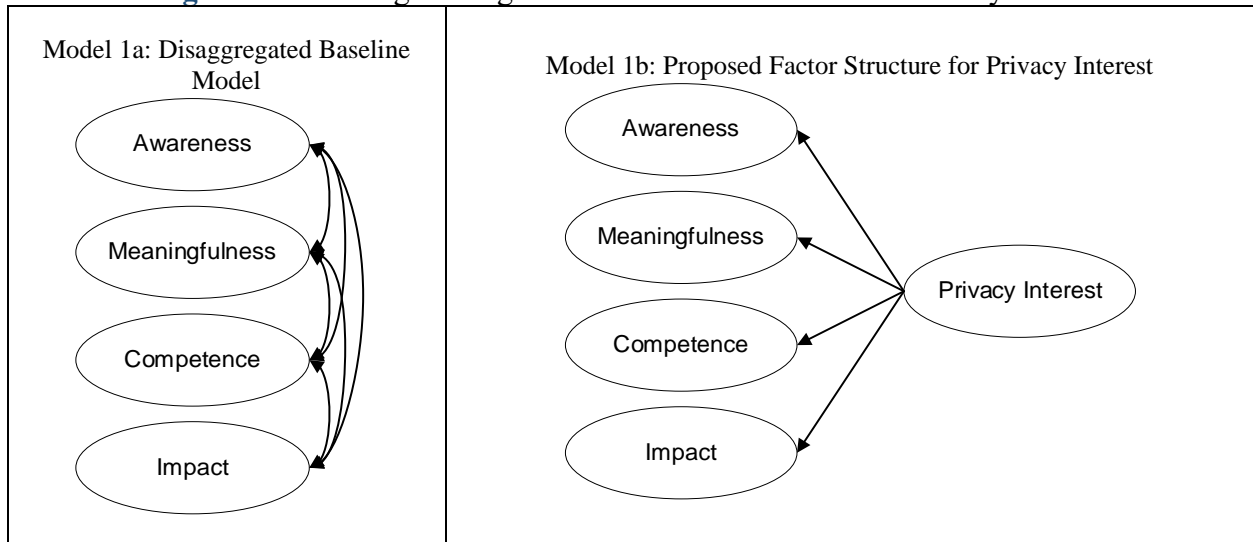 Model 1a: Disaggregated Baseline
Model
Awareness
Meaningfulness
Competence
Impact
Model 1b: Proposed Factor Structure for Privacy Interest
Awareness
Meaningfulness
Competence
Impact
Privacy Interest